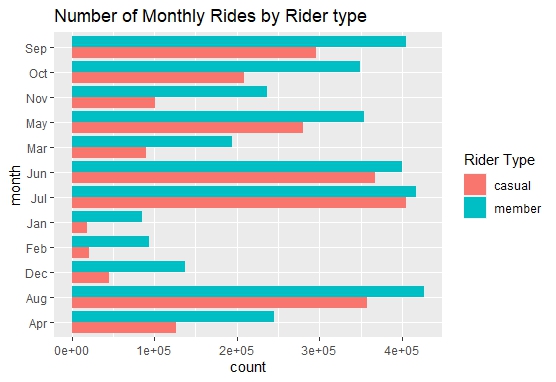 Number of Monthly Rides by Rider type
Sep
Oct
Nov
May
Mar
Jun
Jul
Jan
Feb
Dec
Aug
Apr
month
0e+00 1e+05 2e+05 3e+05 4e+05
count
Rider Type
casual
member